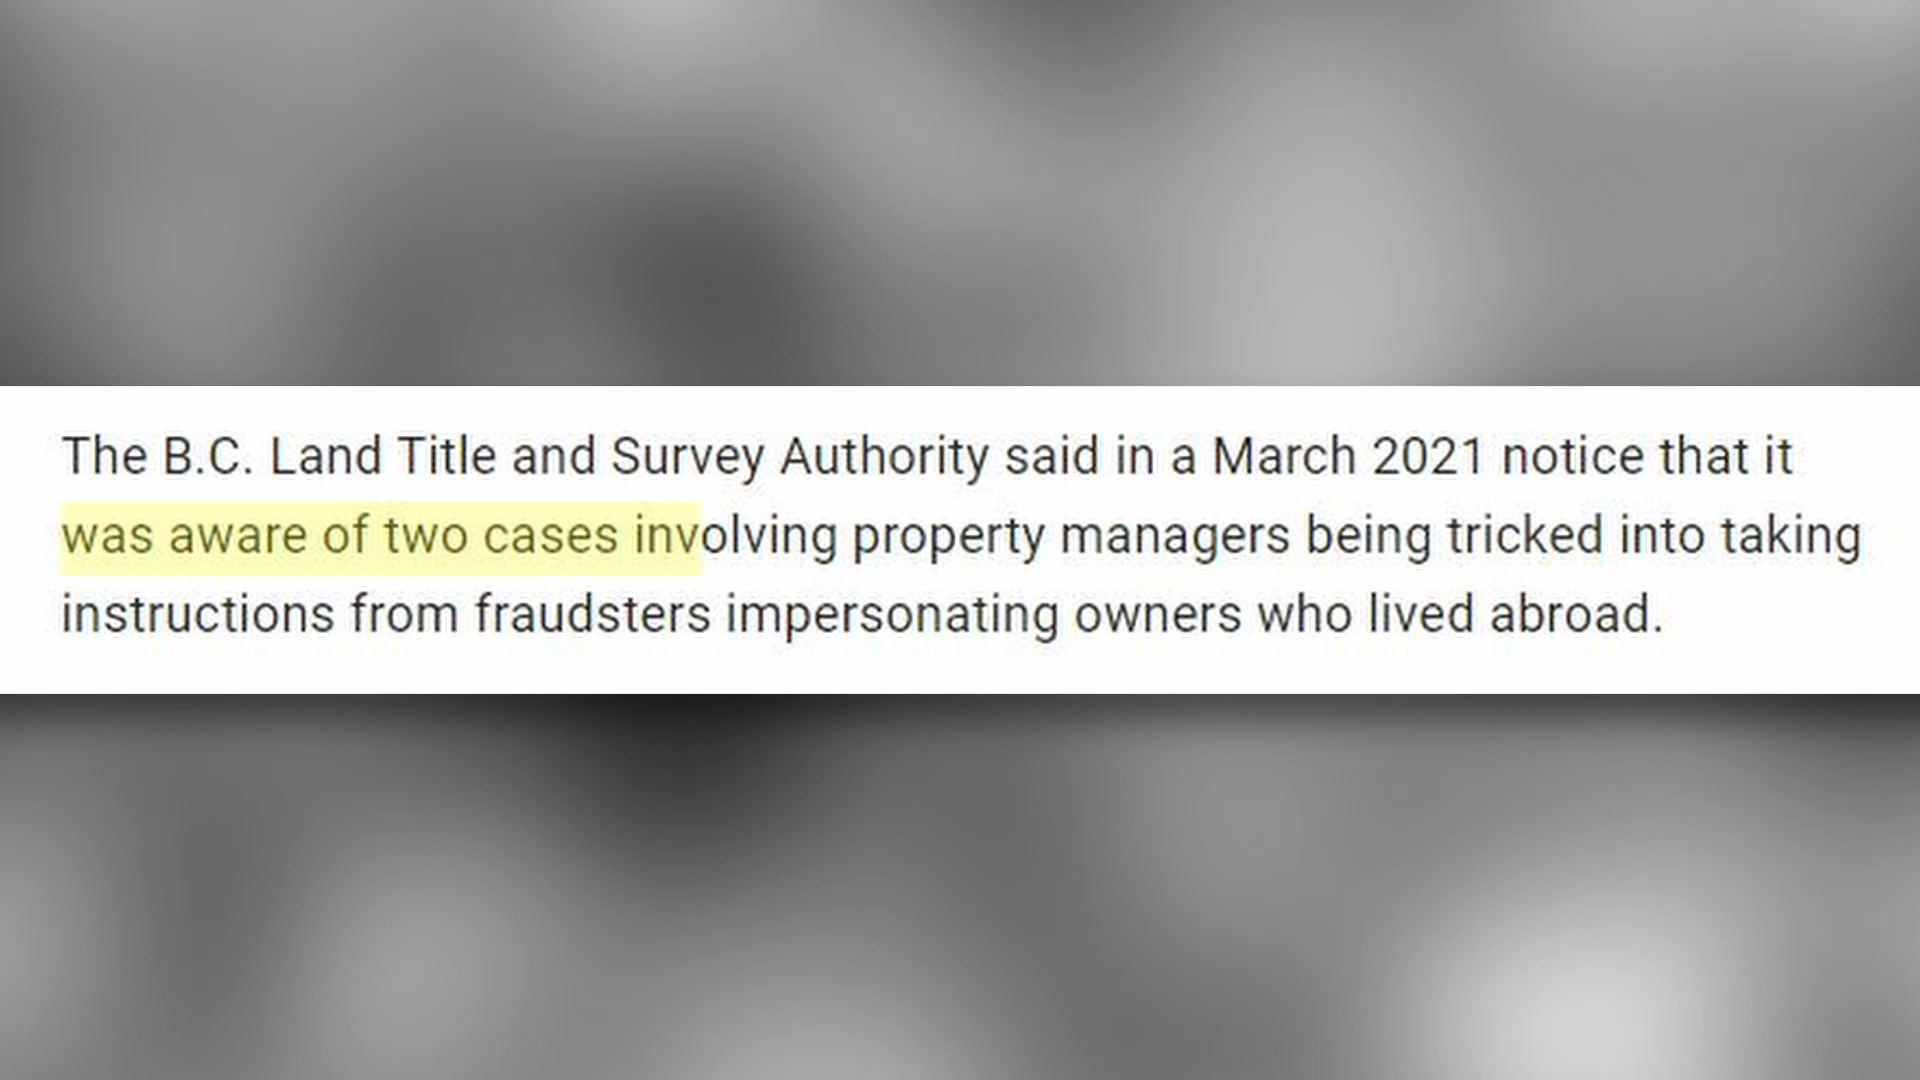 The B.C. Land Title and Survey Authority said in a March 2021 notice that it
was aware of two cases involving property managers being tricked into taking
instructions from fraudsters impersonating owners who lived abroad.